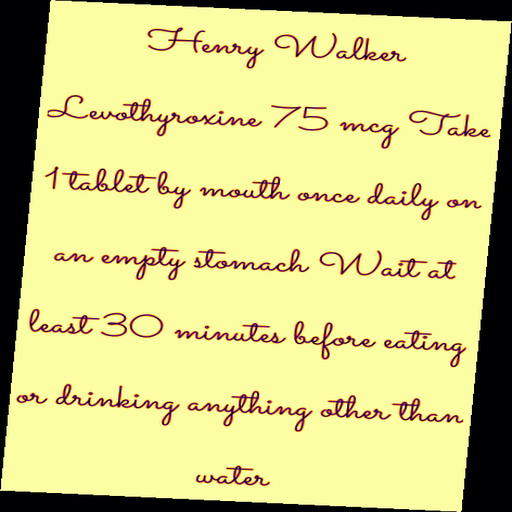 Henry Walker
Levothyroxine 75 mcg Take
1 tablet by mouth once daily on
an empty stomach Wait at
least 30 minutes before eating
or drinking anything other than
water